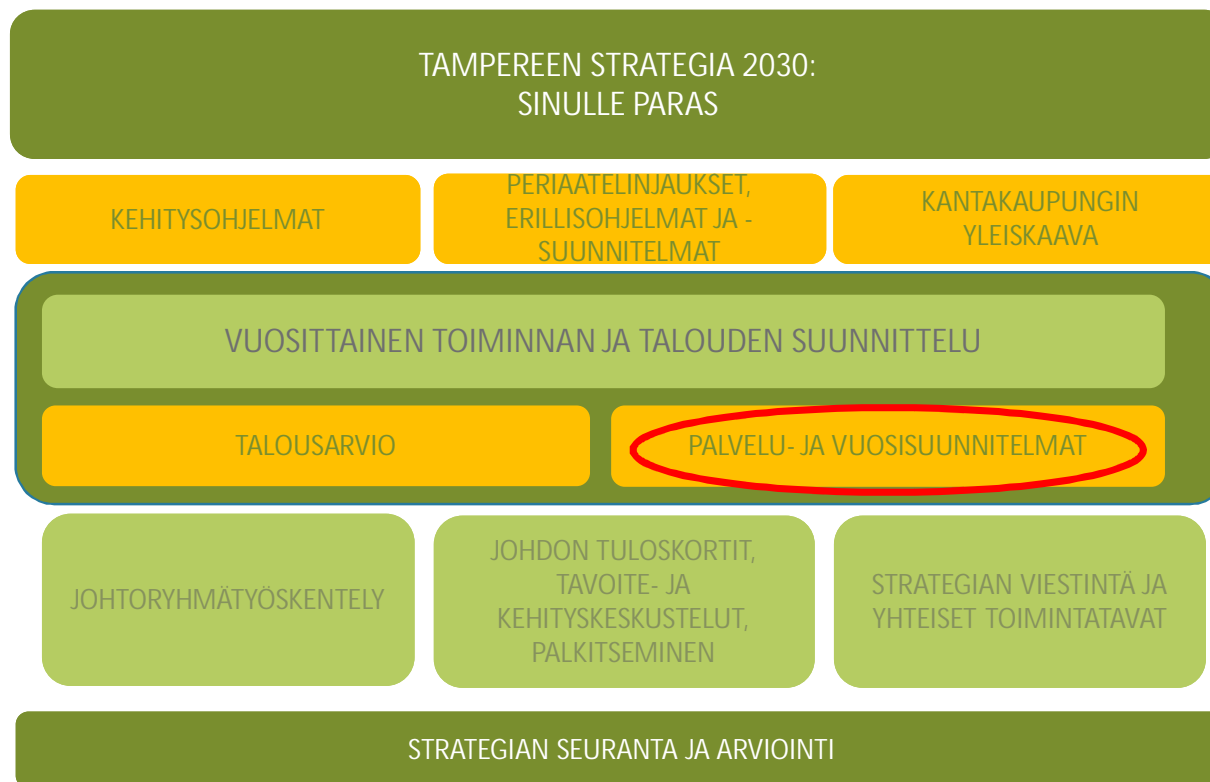 TAMPEREEN STRATEGIA 2030:
SINULLE PARAS
KEHITYSOHJELMAT
PERIAATELINJAUKSET,
ERILLISOHJELMAT JA -
SUUNNITELMAT
KANTAKAUPUNGIN
YLEISKAAVA
VUOSITTAINEN TOIMINNAN JA TALOUDEN SUUNNITTELU
TALOUSARVIO
PALVELU- JA VUOSISUUNNITELMAT
JOHTORYHMÄTYÖSKENTELY
JOHDON TULOSKORTIT,
TAVOITE- JA
KEHITYSKESKUSTELUT,
PALKITSEMINEN
STRATEGIAN VIESTINTÄ JA
YHTEISET TOIMINTATAVAT
STRATEGIAN SEURANTA JA ARVIOINTI